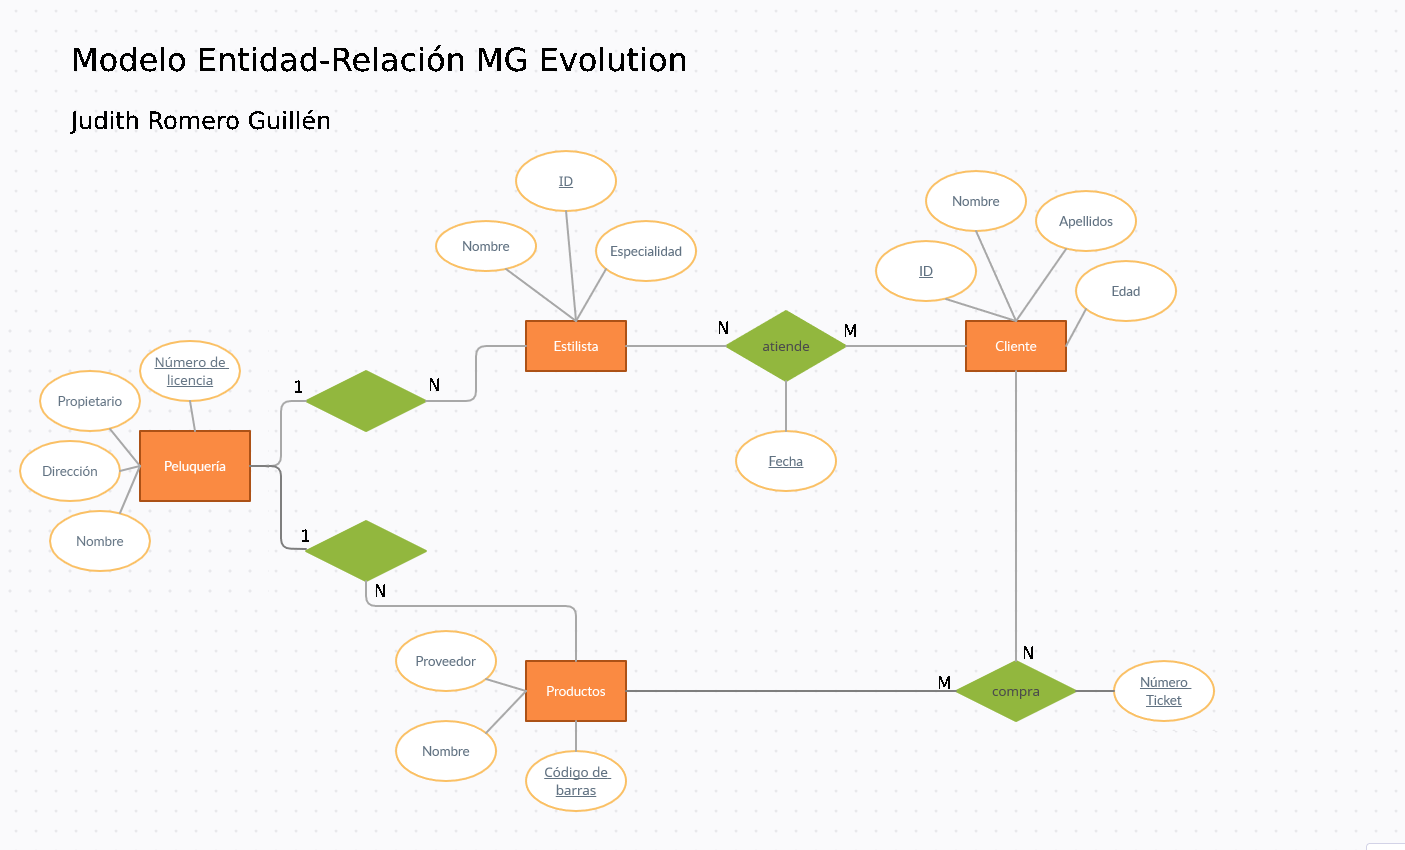 Modelo Entidad-Relación MG Evolution
Judith Romero Guillén
ID
Nombre
Especialidad
Nombre
Apellidos
ID
Edad
Estilista
N
atiende
M
Cliente
Fecha
Número de
licencia
Propietario
Dirección
Nombre
Peluquería
1
N
1
N
Proveedor
Nombre
Productos
Código de
barras
M
N
compra
Número
Ticket